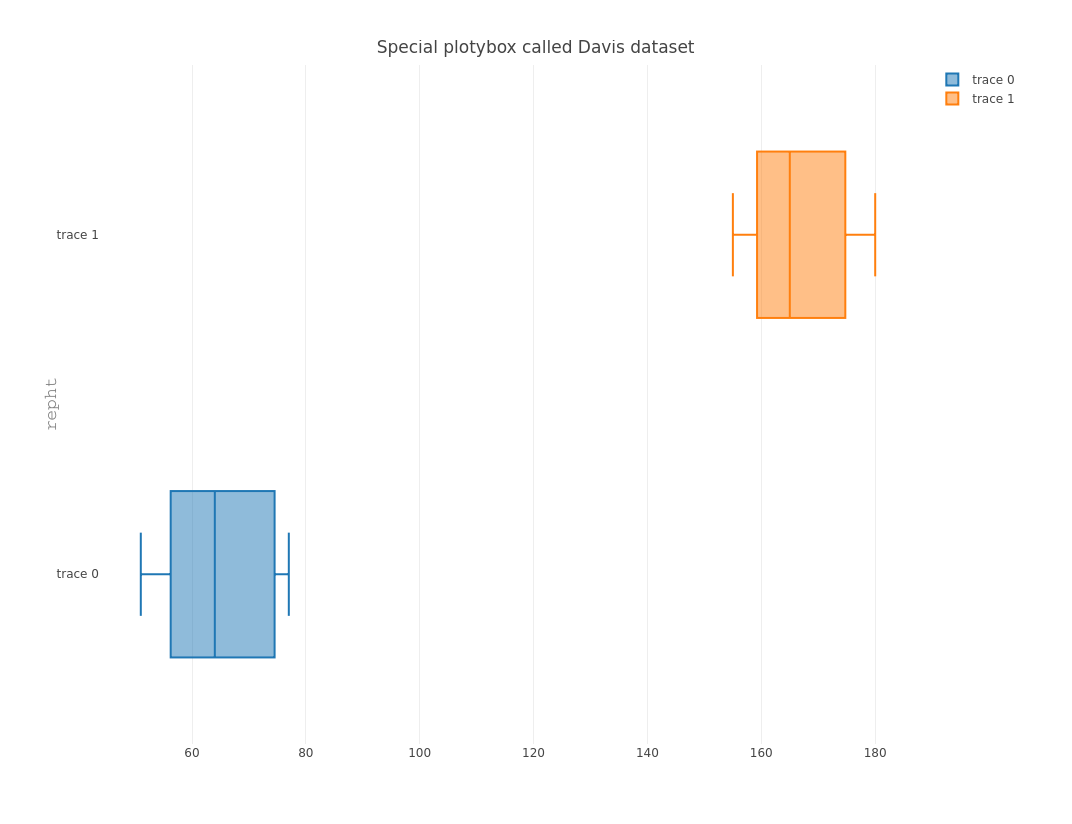 Special plotybox called Davis dataset
trace 0
trace 1
trace 1
repht
trace 0
60
80
100
120
140
160
180